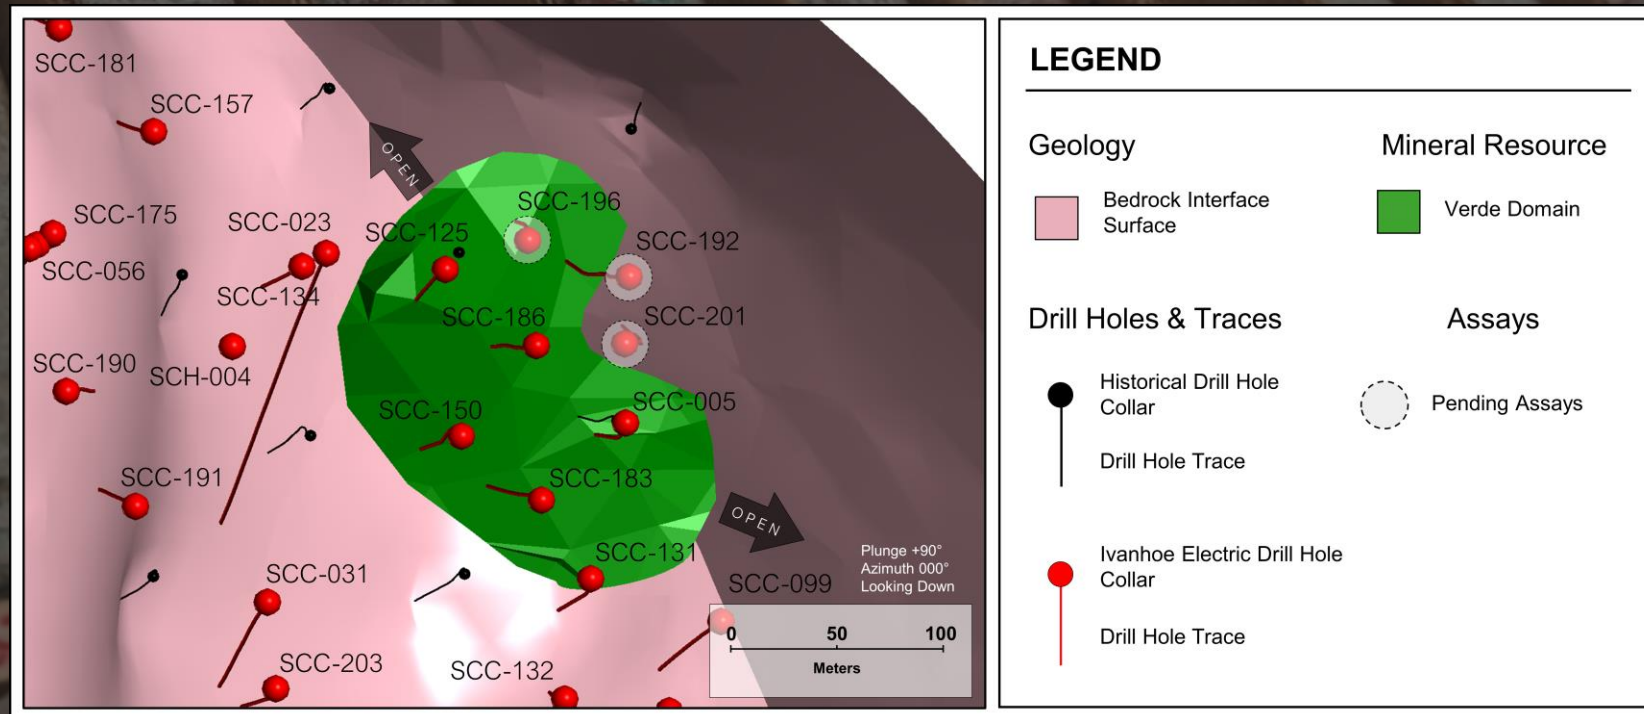 SCC-181
SCC-157
SCC-175
SCC-023
SCC-056
SCC-134
SCC-190
SCH-004
SCC-191
SCC-031
SCC-203
OPEN
SCC-196
SCC-125
SCC-192
SCC-186
SCC-201
SCC-150
SCC-005
SCC-183
OPEN
SCC-131
SCC-099
SCC-132
Plunge +90°
Azimuth 000°
Looking Down
0 50 100
Meters
LEGEND
Geology
Bedrock Interface
Surface
Mineral Resource
Verde Domain
Drill Holes & Traces
Historical Drill Hole
Collar
Drill Hole Trace
Ivanhoe Electric Drill Hole
Collar
Drill Hole Trace
Assays
Pending Assays